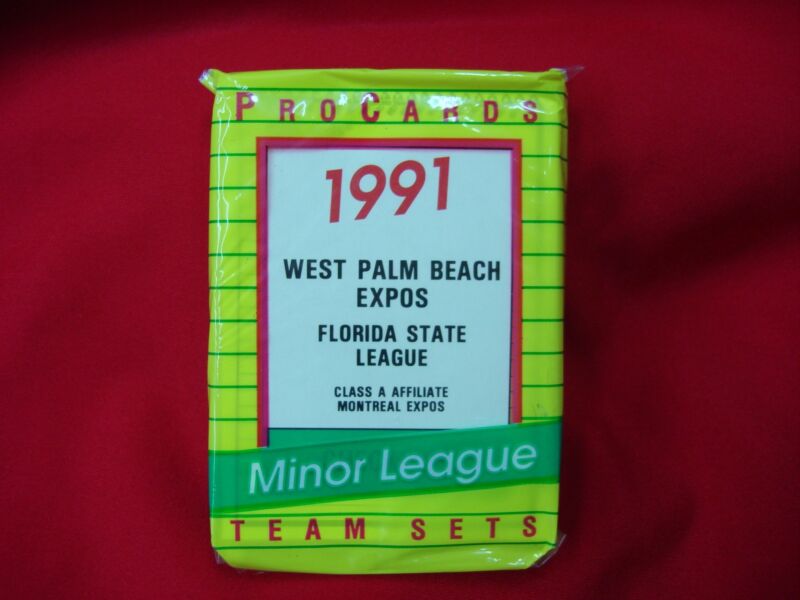 PROCARDS
1991
WEST PALM BEACH
EXPOS
FLORIDA STATE
LEAGUE
CLASS A AFFILIATE
MONTREAL EXPOS
Minor League
TEAM SETS